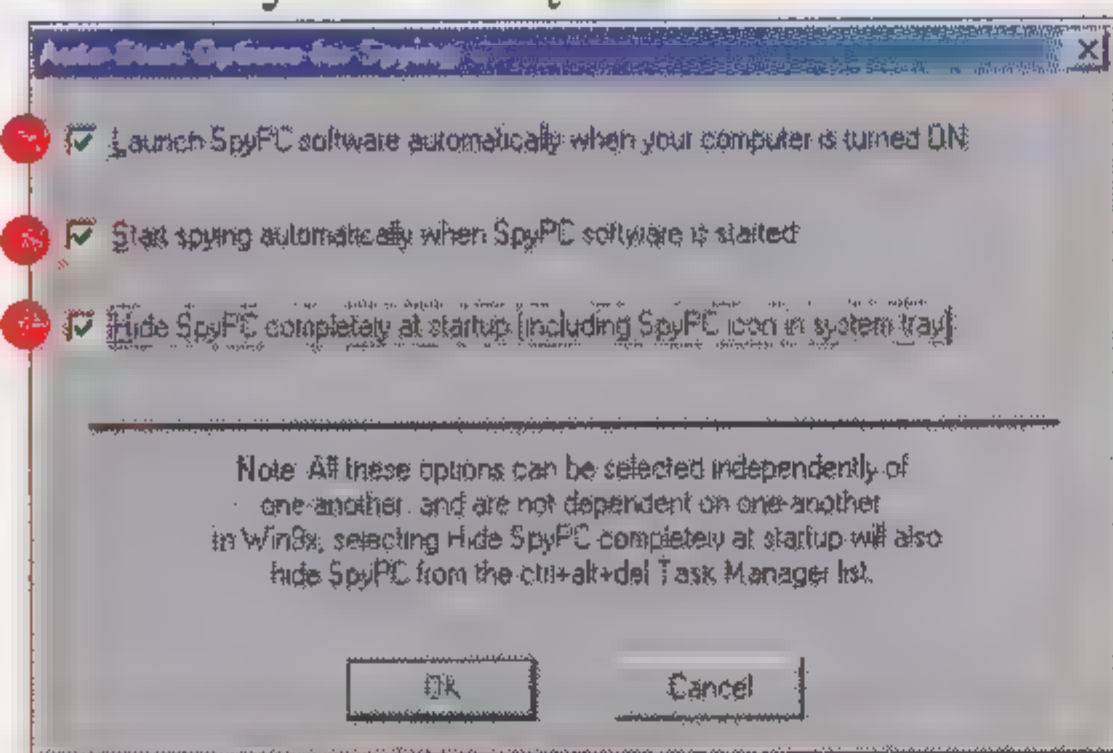 Auto Start Options for Spy
Launch SpyPC software automatically when your computer is turned ON
Start spying automatically when SpyPC software is started
Hide SpyPC completely at startup [including SpyPC icon in system tray]
Note: All these options can be selected independently of
one-another, and are not dependent on one-another
In Win9x, selecting Hide SpyPC completely at startup will also
hide SpyPC from the ctrl+alt+del Task Manager list.
Ok
Cancel